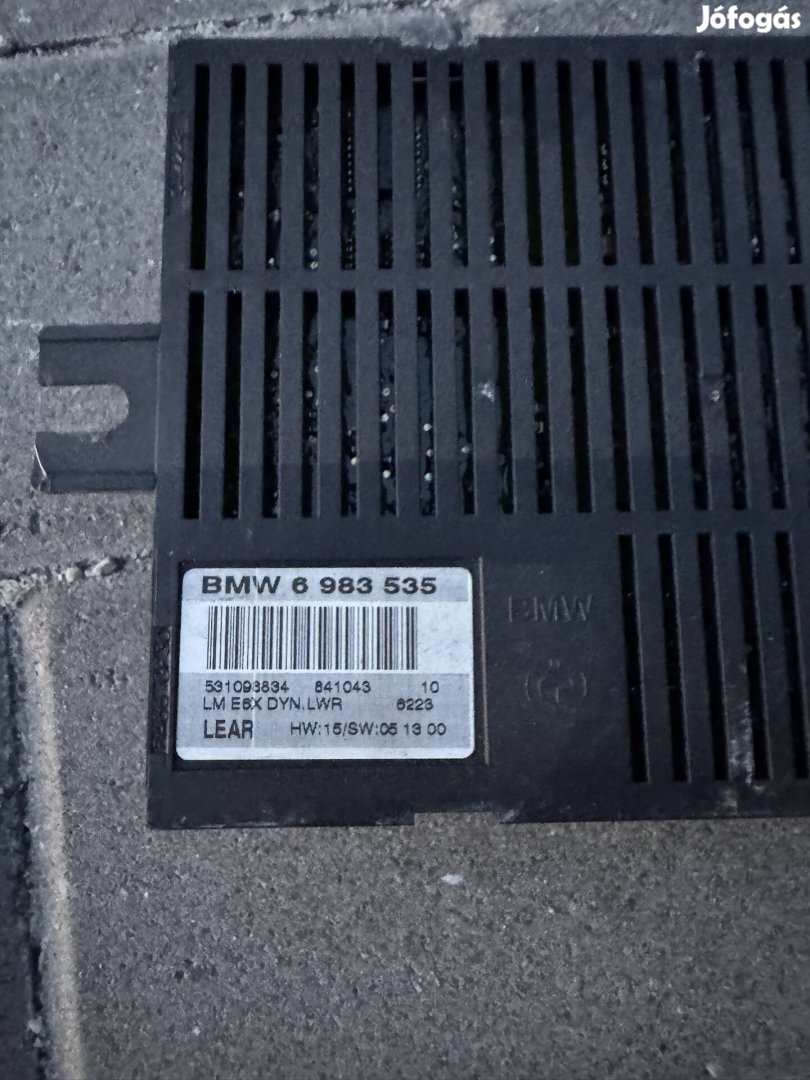 Jófogás
BMW 6 983 535
531093834 841043 10
LM E6X DYN.LWR 6223
LEAR HW:15/SW:05 13 00
BMW